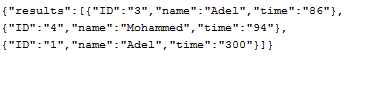 {"results":[{"ID":"3","name":"Adel","time":"86"},
{"ID":"4","name":"Mohammed","time":"94"},
{"ID":"1","name":"Adel","time":"300"}]}